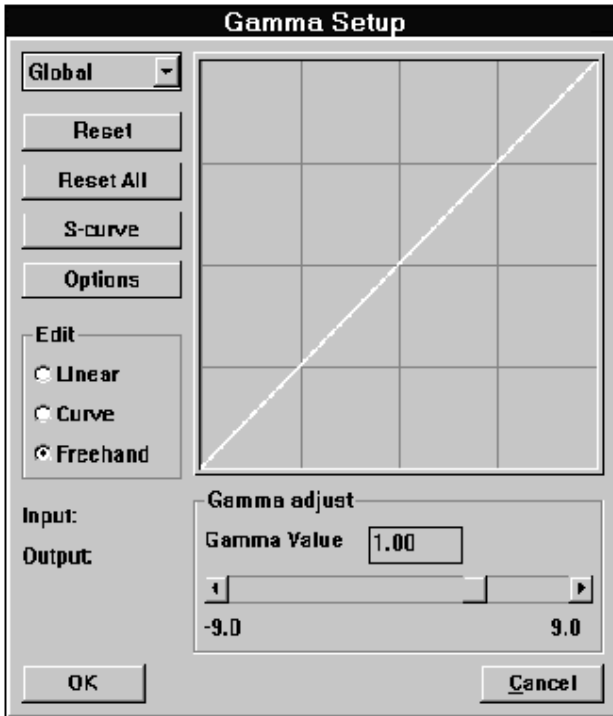 Gamma Setup
Global
Reset
Reset All
S-curve
Options
Edit
Linear
Curve
Freehand
Input:
Output:
Gamma adjust
Gamma Value 1.00
-9.0 9.0
OK
Cancel